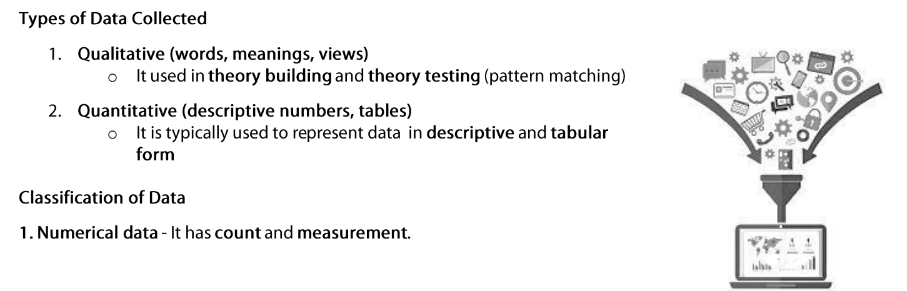 Types of Data Collected
1. Qualitative (words, meanings, views)
o It used in theory building and theory testing (pattern matching)
2. Quantitative (descriptive numbers, tables)
o It is typically used to represent data in descriptive and tabular
form
Classification of Data
1. Numerical data - It has count and measurement.